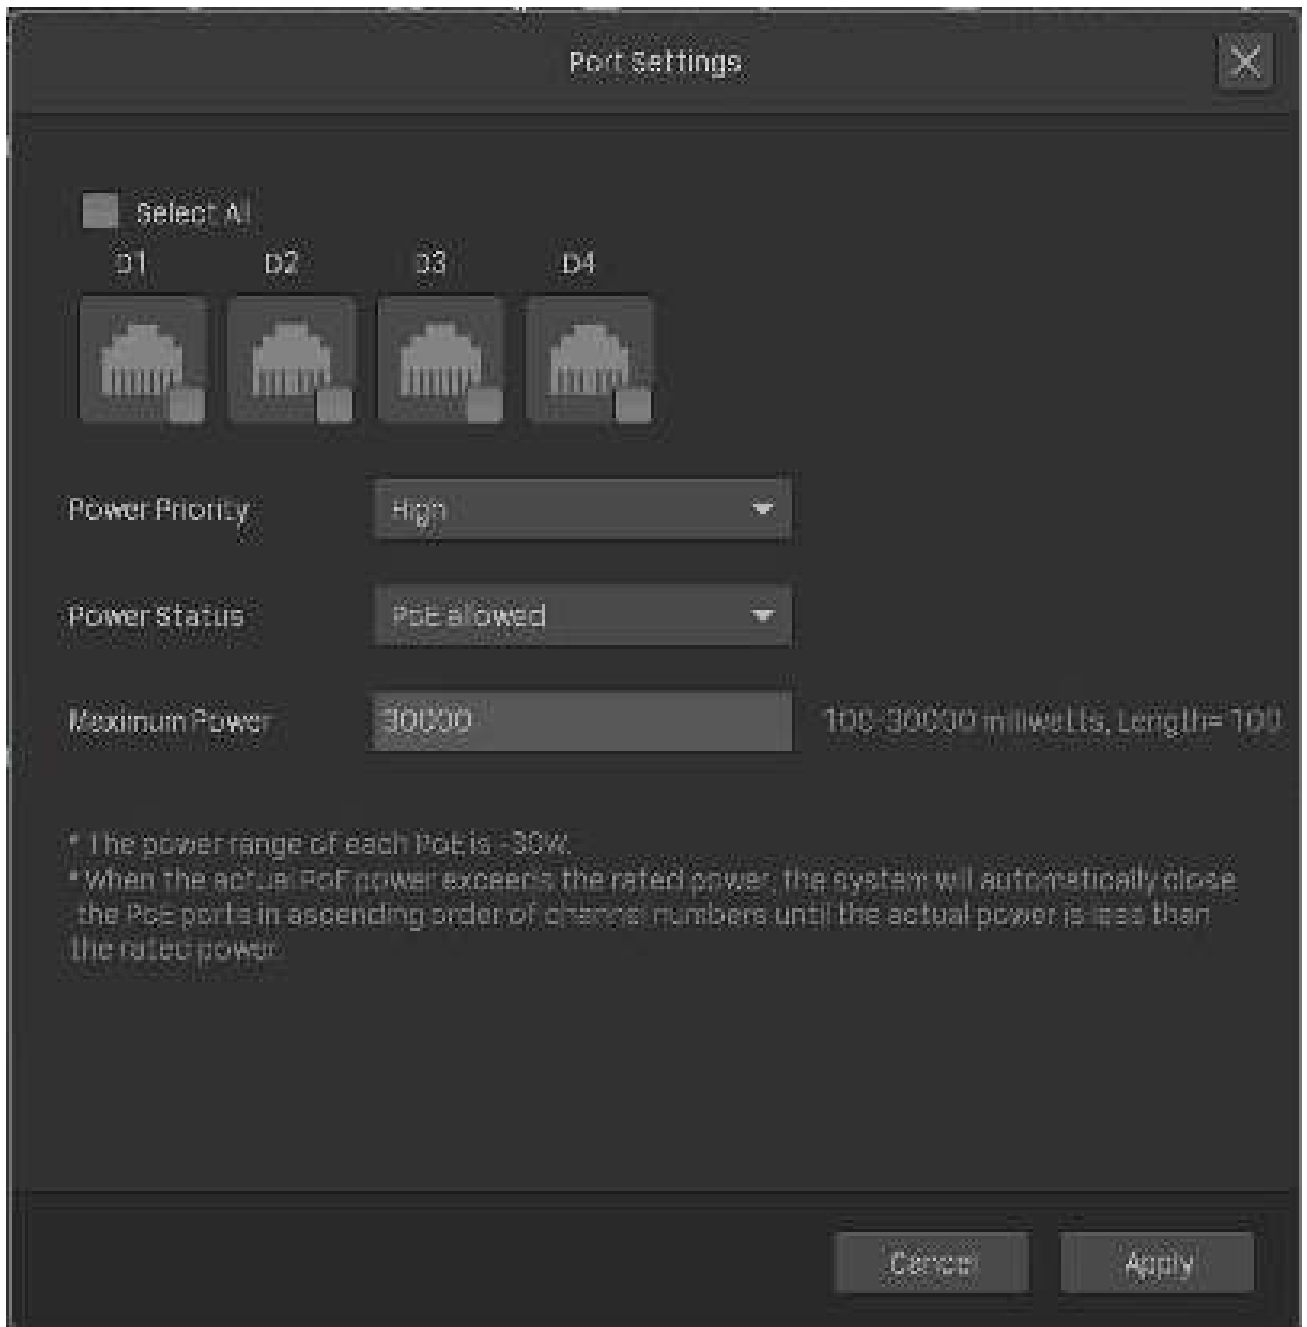 Port Settings
Select All
D1 D2 D3 D4
Power Priority High
Power Status PoE allowed
Maximum Power 30000 100-30000 miliwatts, Length= 100
* The power range of each PoE is ~30W.
* When the actual PoE power exceeds the rated power, the system will automatically close
the PoE ports in ascending order of channel numbers until the actual power is less than
the rated power.
Cancel Apply